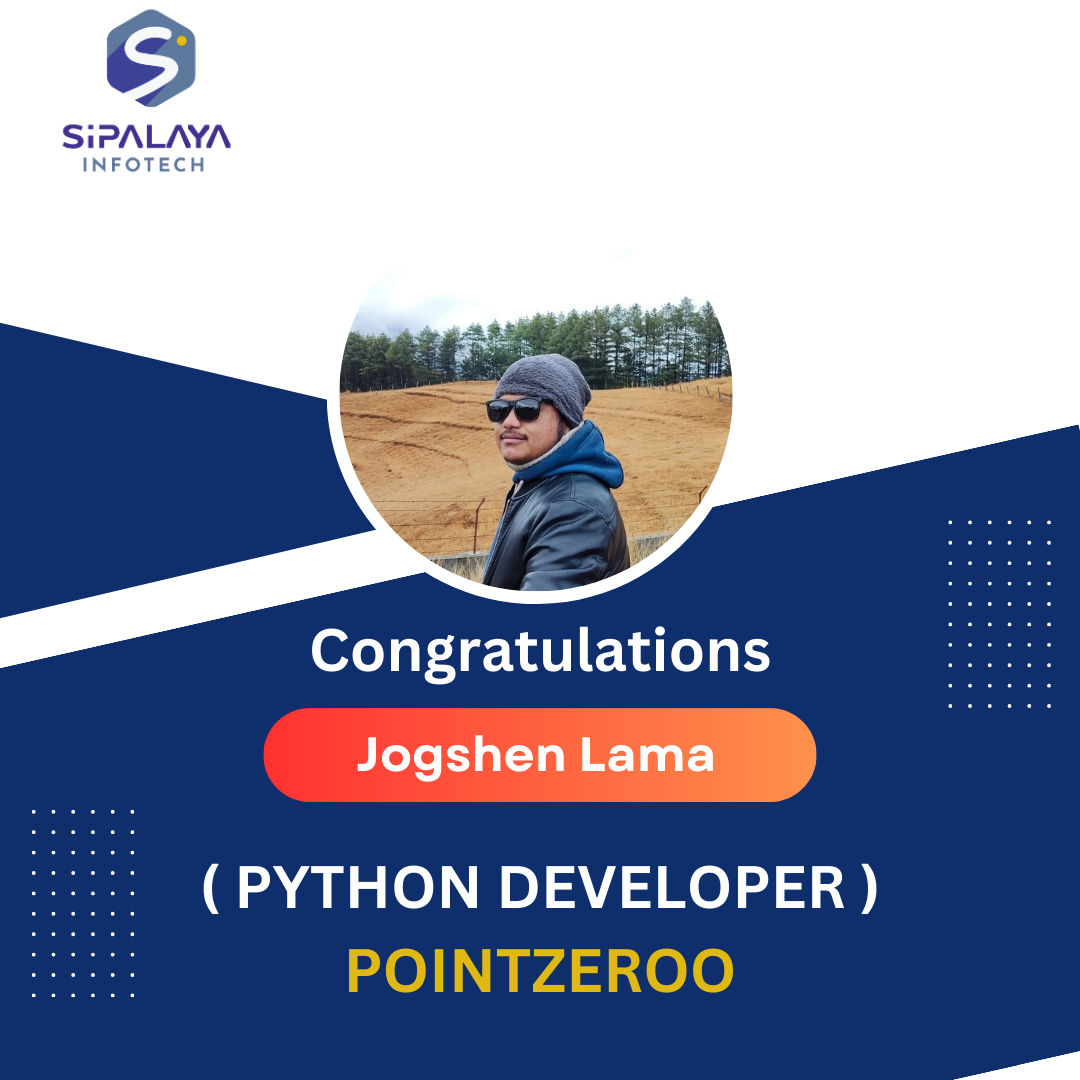 SiPALAYA
INFOTECH
Congratulations
Jogshen Lama
( PYTHON DEVELOPER )
POINTZEROO